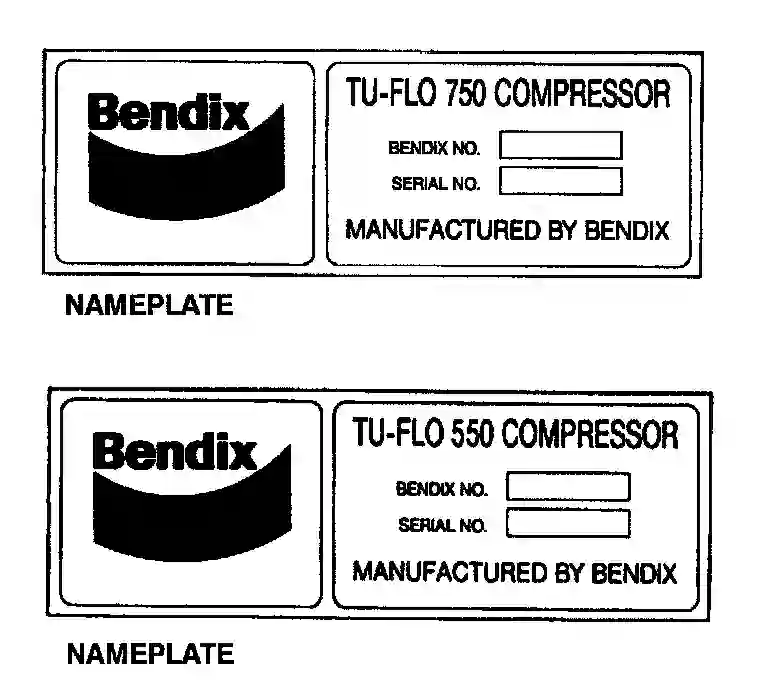 Bendix
TU-FLO 750 COMPRESSOR
BENDIX NO.
SERIAL NO.
MANUFACTURED BY BENDIX
NAMEPLATE
Bendix
TU-FLO 550 COMPRESSOR
BENDIX NO.
SERIAL NO.
MANUFACTURED BY BENDIX
NAMEPLATE